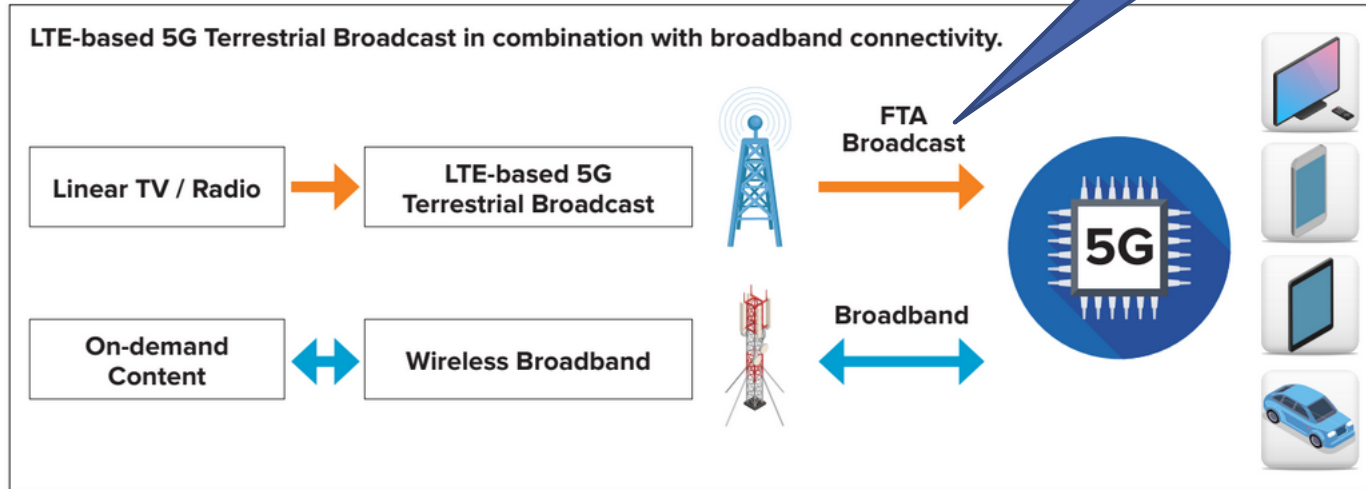 LTE-based 5G Terrestrial Broadcast in combination with broadband connectivity.
Linear TV / Radio
LTE-based 5G
Terrestrial Broadcast
FTA
Broadcast
5G
On-demand
Content
Wireless Broadband
Broadband